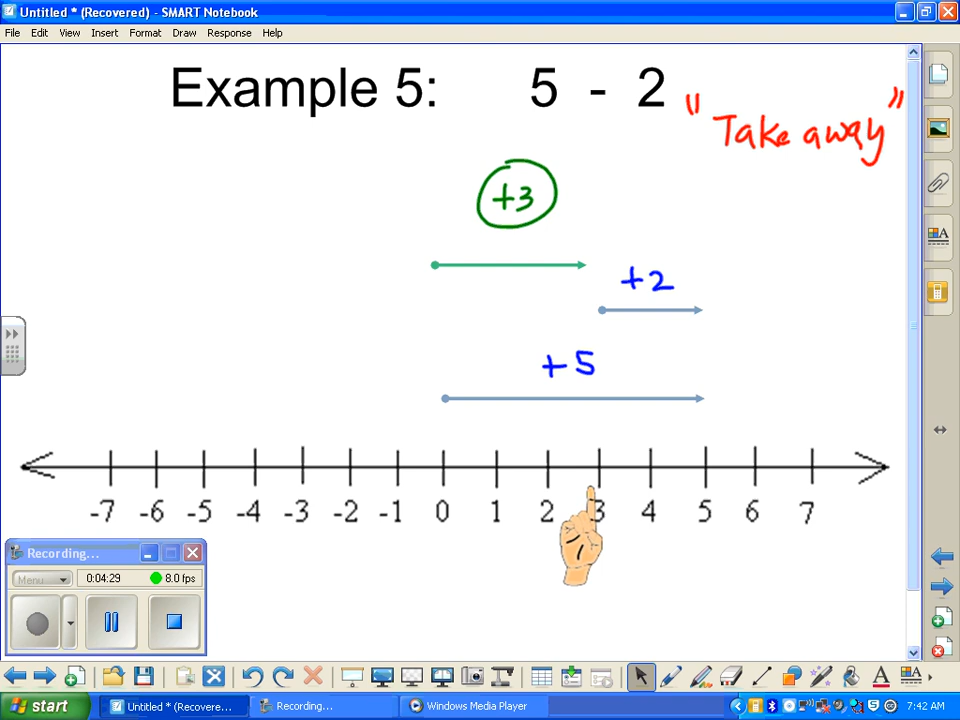 Untitled * (Recovered) - SMART Notebook
File Edit View Insert Format Draw Response Help
Example 5: 5 - 2
" Take away "
+3
+2
+5
-7 -6 -5 -4 -3 -2 -1 0 1 2 3 4 5 6 7
Recording...
Menu 0:04:29 8.0 fps
start Untitled * (Recovere... Recording... Windows Media Player 7:42 AM